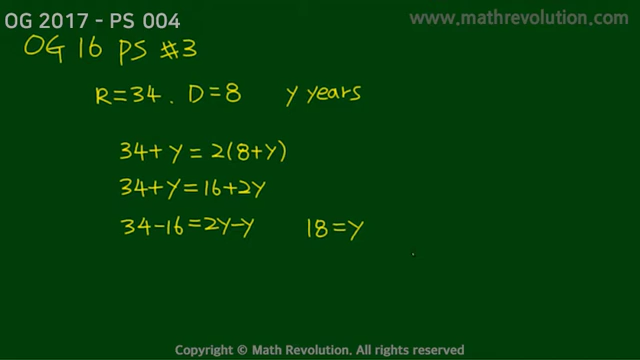 OG 2017 - PS 004
www.mathrevolution.com
OG 16 PS #3
R=34. D=8 y years
34+y=2(8+y)
34+y=16+2y
34-16=2y-y 18=y
Copyright © Math Revolution. All rights reserved